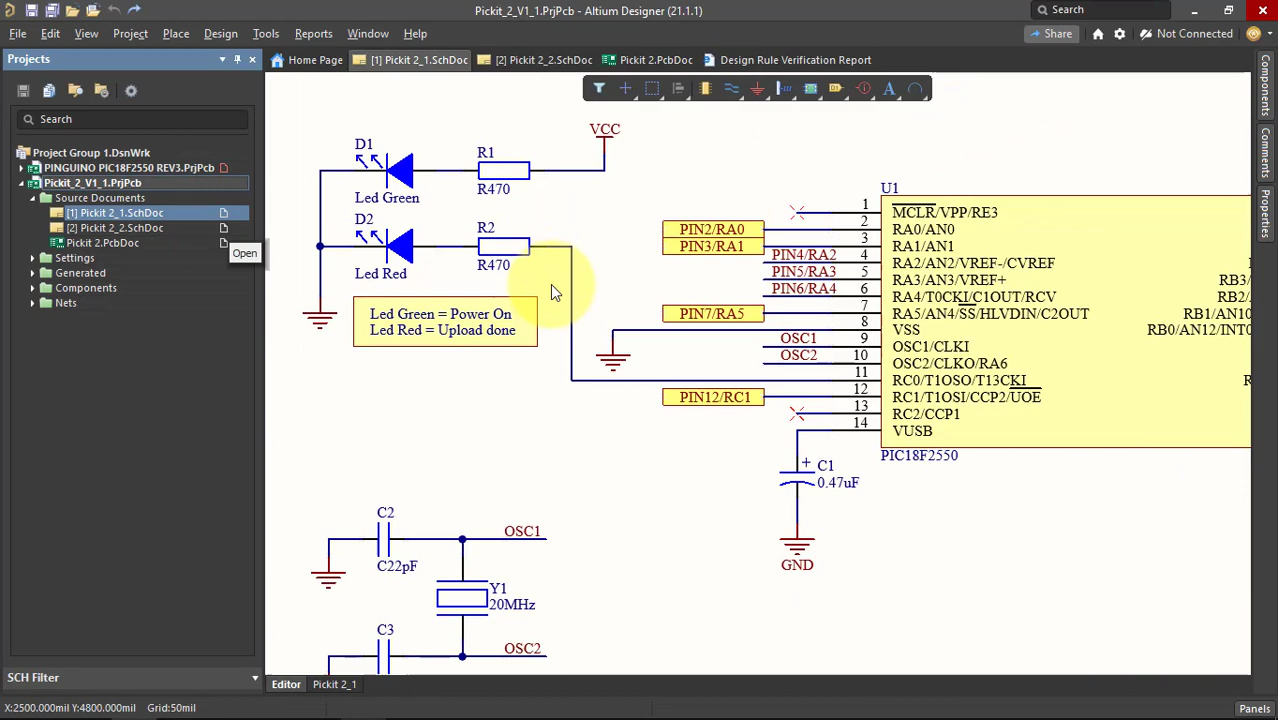 Pickit_2_V1_1.PrjPcb - Altium Designer (21.1.1)
Search
File Edit View Project Place Design Tools Reports Window Help
Share
Not Connected
Projects
Home Page
[1] Pickit 2_1.SchDoc
[2] Pickit 2_2.SchDoc
Pickit 2.PcbDoc
Design Rule Verification Report
Search
Project Group 1.DsnWrk
PINGUINO PIC18F2550 REV3.PrjPcb
Pickit_2_V1_1.PrjPcb
Source Documents
[1] Pickit 2_1.SchDoc
[2] Pickit 2_2.SchDoc
Pickit 2.PcbDoc
Open
Settings
Generated
Components
Nets
SCH Filter
VCC
D1
R1
Led Green
R470
D2
R2
Led Red
R470
Led Green = Power On
Led Red = Upload done
U1
PIN2/RA0
PIN3/RA1
PIN4/RA2
PIN5/RA3
PIN6/RA4
PIN7/RA5
OSC1
OSC2
PIN12/RC1
1 MCLR/VPP/RE3
2 RA0/AN0
3 RA1/AN1
4 RA2/AN2/VREF-/CVREF
5 RA3/AN3/VREF+
6 RA4/T0CKI/C1OUT/RCV
7 RA5/AN4/SS/HLVDIN/C2OUT
8 VSS
9 OSC1/CLKI
10 OSC2/CLKO/RA6
11 RC0/T1OSO/T13CKI
12 RC1/T1OSI/CCP2/UOE
13 RC2/CCP1
14 VUSB
RB3/
RB2/
RB1/
RB0/AN12/INT0
R
PIC18F2550
C1
0.47uF
GND
C2
C22pF
OSC1
Y1
20MHz
C3
OSC2
Components
Comments
Properties
Editor
Pickit 2_1
X:2500.000mil Y:4800.000mil Grid:50mil
Panels